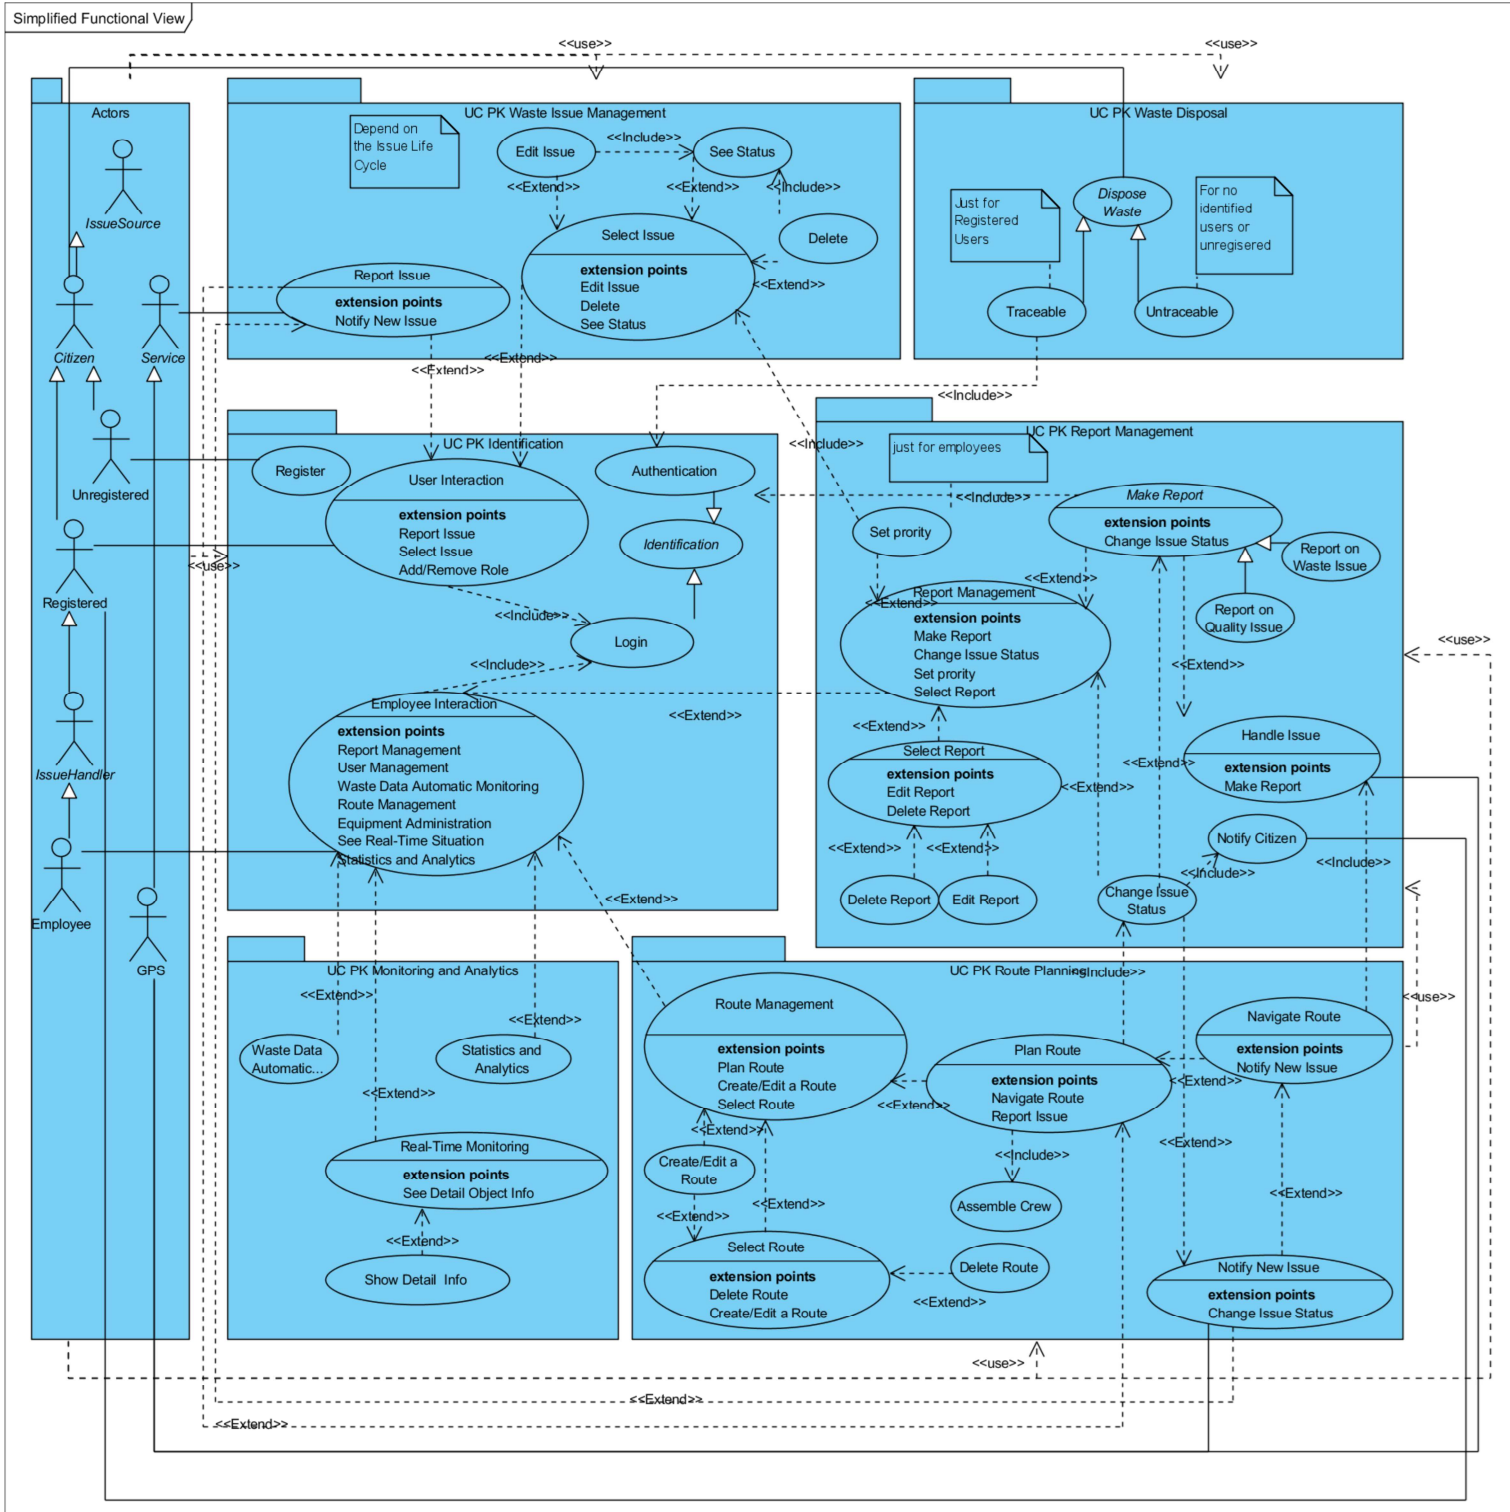 Simplified Functional View
<<use>>
<<use>>
Actors
IssueSource
Citizen
Service
Unregistered
Registered
IssueHandler
Employee
GPS
UC PK Waste Issue Management
Depend on
the Issue Life
Cycle
Edit Issue
<<Include>>
See Status
<<Extend>>
<<Extend>>
<<Include>>
Select Issue
extension points
Edit Issue
Delete
See Status
Delete
<<Extend>>
Report Issue
extension points
Notify New Issue
<<Extend>>
<<Extend>>
UC PK Waste Disposal
Just for
Registered
Users
Dispose
Waste
For no
identified
users or
unregisered
Traceable
Untraceable
<<Include>>
<<Include>>
UC PK Identification
Register
User Interaction
extension points
Report Issue
Select Issue
Add/Remove Role
Authentication
Identification
<<use>>
<<Include>>
Login
<<Include>>
Employee Interaction
extension points
Report Management
User Management
Waste Data Automatic Monitoring
Route Management
Equipment Administration
See Real-Time Situation
Statistics and Analytics
<<Extend>>
<<Extend>>
UC PK Report Management
just for employees
<<Include>>
Make Report
extension points
Change Issue Status
Set prority
Report on
Waste Issue
Report on
Quality Issue
<<Extend>>
<<Extend>>
Report Management
extension points
Make Report
Change Issue Status
Set prority
Select Report
<<Extend>>
<<use>>
<<Extend>>
Select Report
extension points
Edit Report
Delete Report
<<Extend>>
<<Extend>>
Handle Issue
extension points
Make Report
<<Extend>>
<<Extend>>
Notify Citizen
<<Include>>
<<Include>>
Delete Report
Edit Report
Change Issue
Status
UC PK Monitoring and Analytics
<<Extend>>
<<Extend>>
Waste Data
Automatic...
Statistics and
Analytics
<<Extend>>
Real-Time Monitoring
extension points
See Detail Object Info
<<Extend>>
Show Detail Info
UC PK Route Planning
<<Include>>
<<use>>
Route Management
extension points
Plan Route
Create/Edit a Route
Select Route
Plan Route
extension points
Navigate Route
Report Issue
Navigate Route
extension points
Notify New Issue
<<Extend>>
<<Extend>>
<<Extend>>
<<Extend>>
<<Include>>
Create/Edit a
Route
<<Extend>>
<<Extend>>
<<Extend>>
Assemble Crew
Select Route
extension points
Delete Route
Create/Edit a Route
Delete Route
<<Extend>>
Notify New Issue
extension points
Change Issue Status
<<use>>
<<Extend>>
<<Extend>>